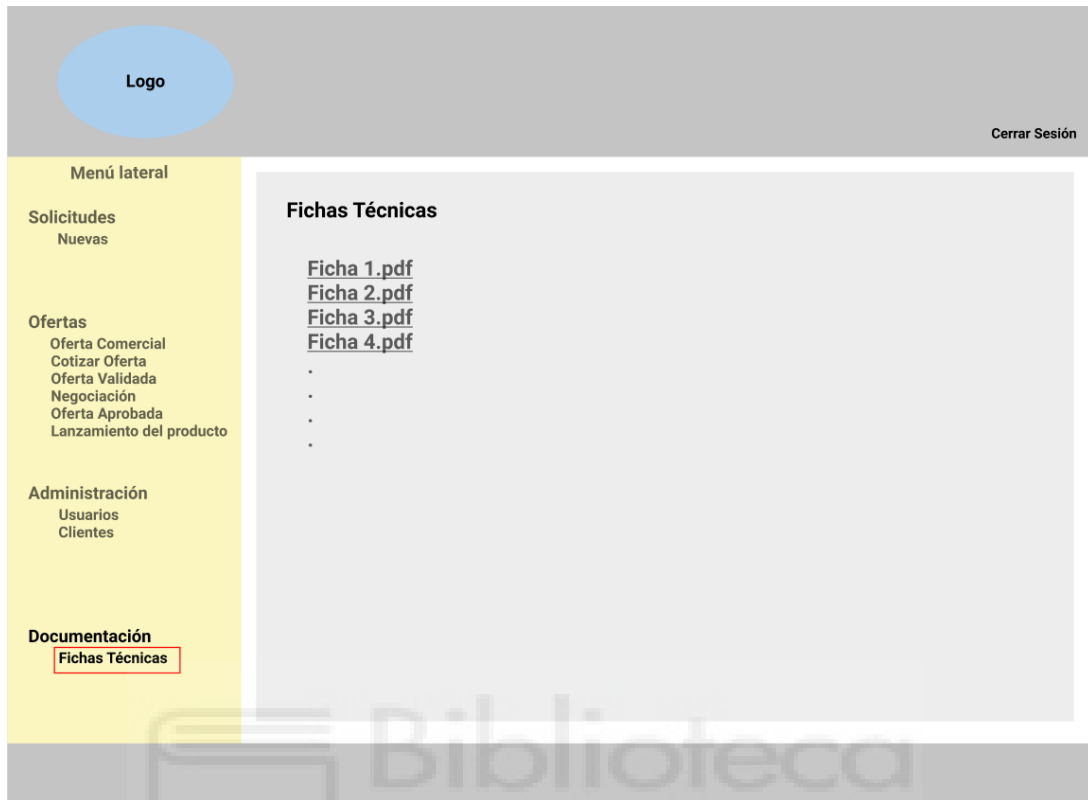 Logo
Cerrar Sesión
Menú lateral
Solicitudes
Nuevas
Ofertas
Oferta Comercial
Cotizar Oferta
Oferta Validada
Negociación
Oferta Aprobada
Lanzamiento del producto
Administración
Usuarios
Clientes
Documentación
Fichas Técnicas
Fichas Técnicas
Ficha 1.pdf
Ficha 2.pdf
Ficha 3.pdf
Ficha 4.pdf
.
.
.
.
Biblioteca